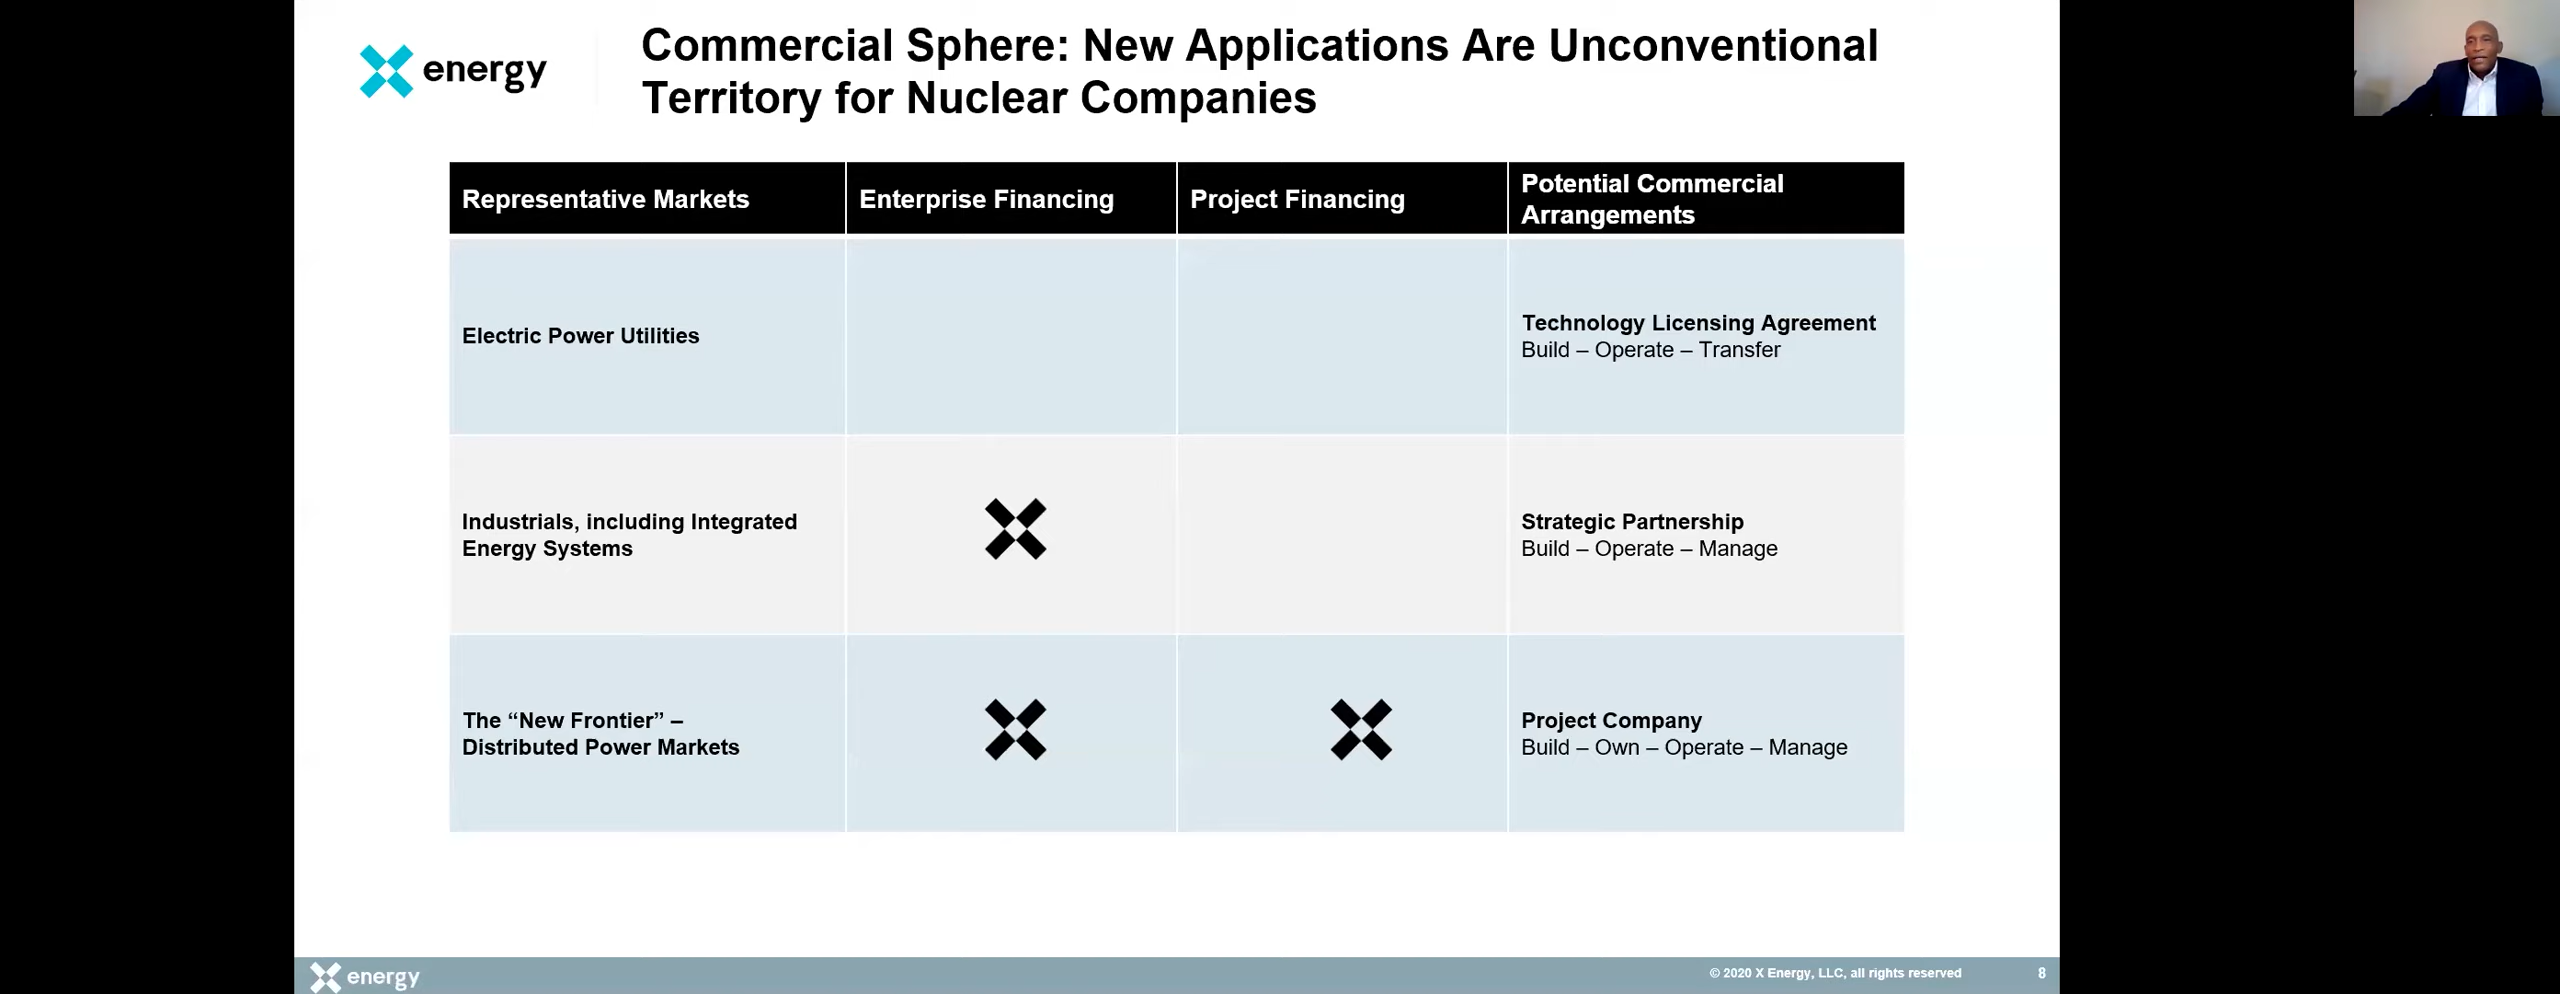 energy
Commercial Sphere: New Applications Are Unconventional
Territory for Nuclear Companies
Representative Markets
Enterprise Financing
Project Financing
Potential Commercial
Arrangements
Electric Power Utilities
Technology Licensing Agreement
Build – Operate – Transfer
Industrials, including Integrated
Energy Systems
Strategic Partnership
Build – Operate – Manage
The “New Frontier” –
Distributed Power Markets
Project Company
Build – Own – Operate – Manage
energy
© 2020 X Energy, LLC, all rights reserved
8